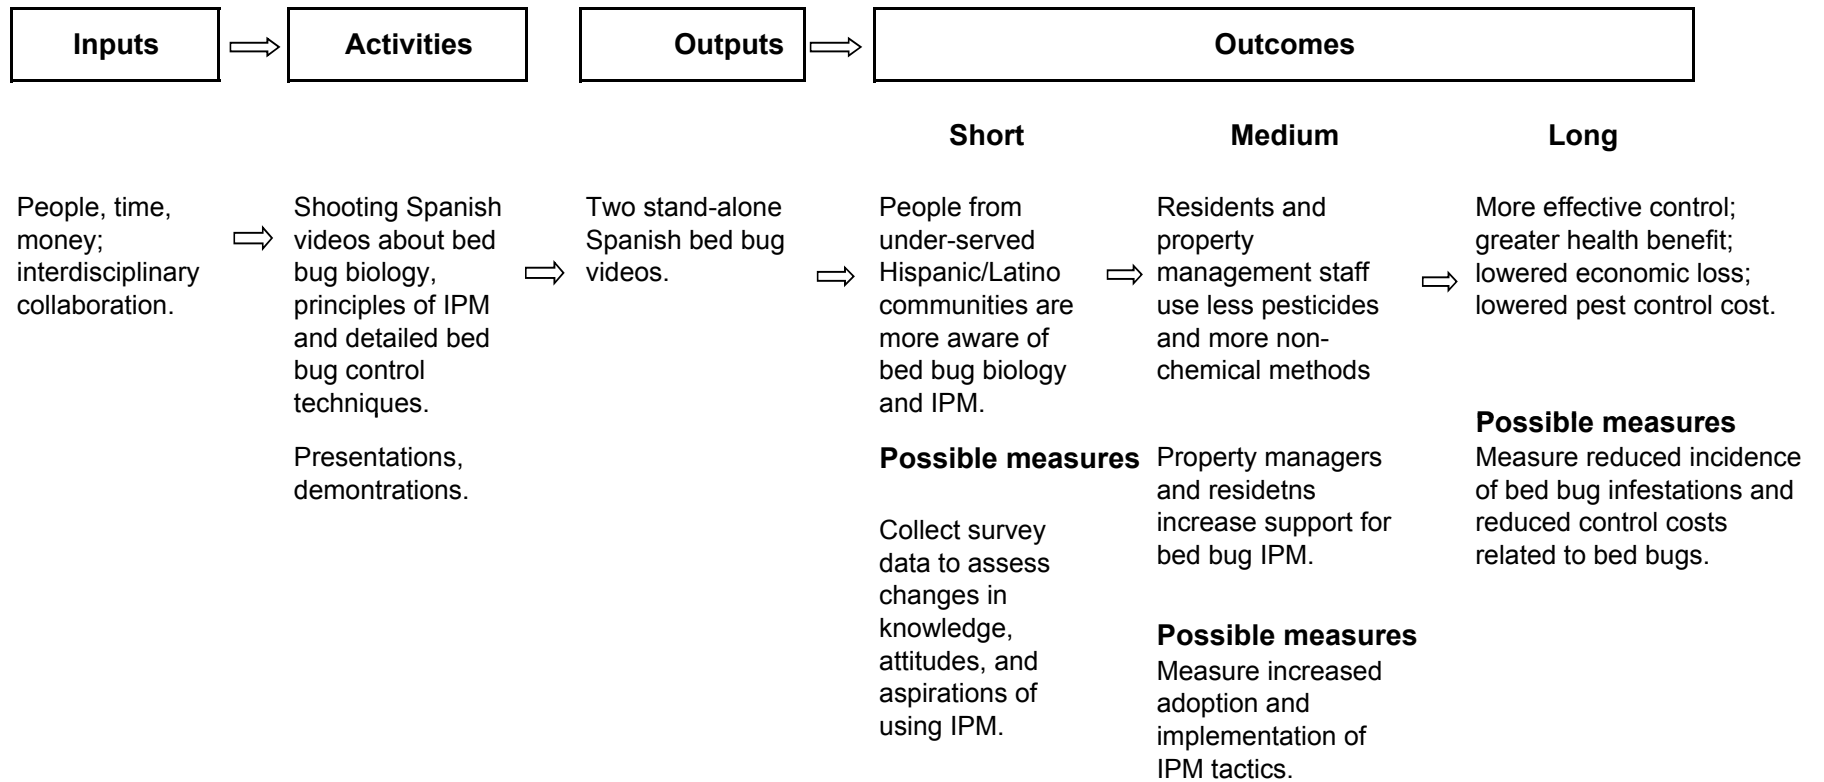 Inputs
Activities
Outputs
Outcomes
Short
Medium
Long
People, time,
money;
interdisciplinary
collaboration.
Shooting Spanish
videos about bed
bug biology,
principles of IPM
and detailed bed
bug control
techniques.
Presentations,
demontrations.
Two stand-alone
Spanish bed bug
videos.
People from
under-served
Hispanic/Latino
communities are
more aware of
bed bug biology
and IPM.
Possible measures
Collect survey
data to assess
changes in
knowledge,
attitudes, and
aspirations of
using IPM.
Residents and
property
management staff
use less pesticides
and more non-
chemical methods
Property managers
and residetns
increase support for
bed bug IPM.
Possible measures
Measure increased
adoption and
implementation of
IPM tactics.
More effective control;
greater health benefit;
lowered economic loss;
lowered pest control cost.
Possible measures
Measure reduced incidence
of bed bug infestations and
reduced control costs
related to bed bugs.